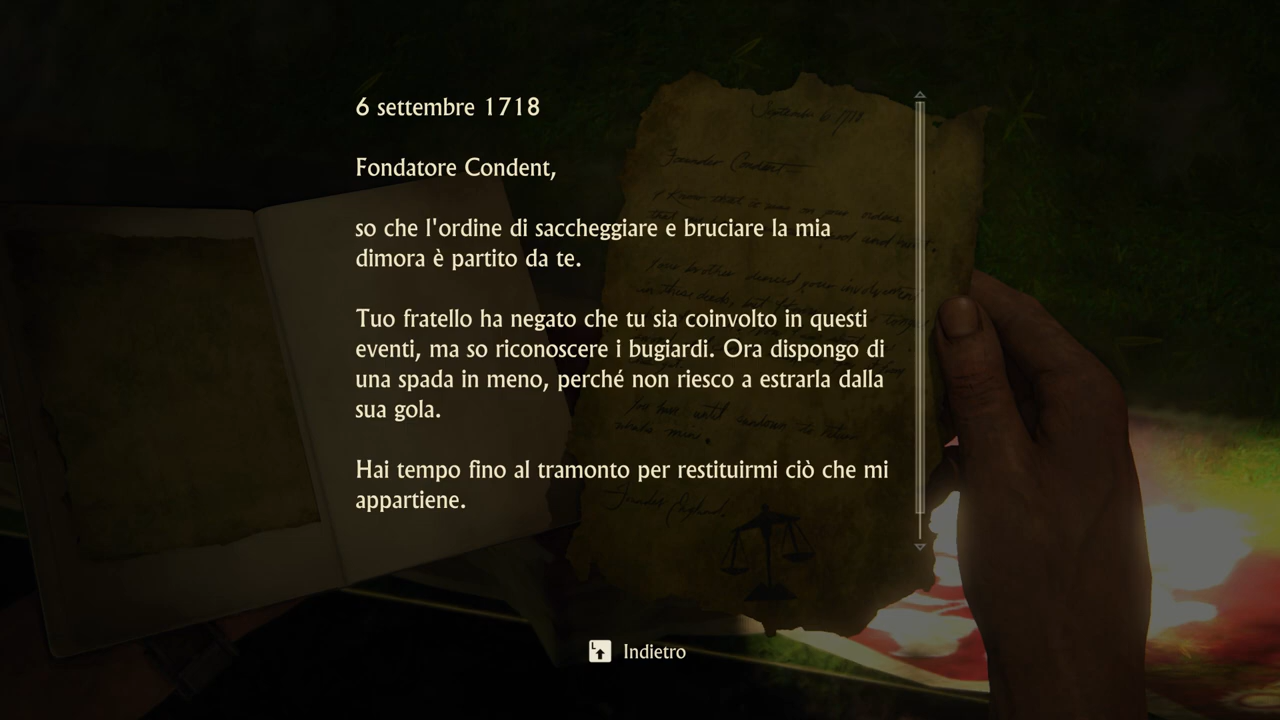 6 settembre 1718
Fondatore Condent,
so che l'ordine di saccheggiare e bruciare la mia
dimora è partito da te.
Tuo fratello ha negato che tu sia coinvolto in questi
eventi, ma so riconoscere i bugiardi. Ora dispongo di
una spada in meno, perché non riesco a estrarla dalla
sua gola.
Hai tempo fino al tramonto per restituirmi ciò che mi
appartiene.
L Indietro